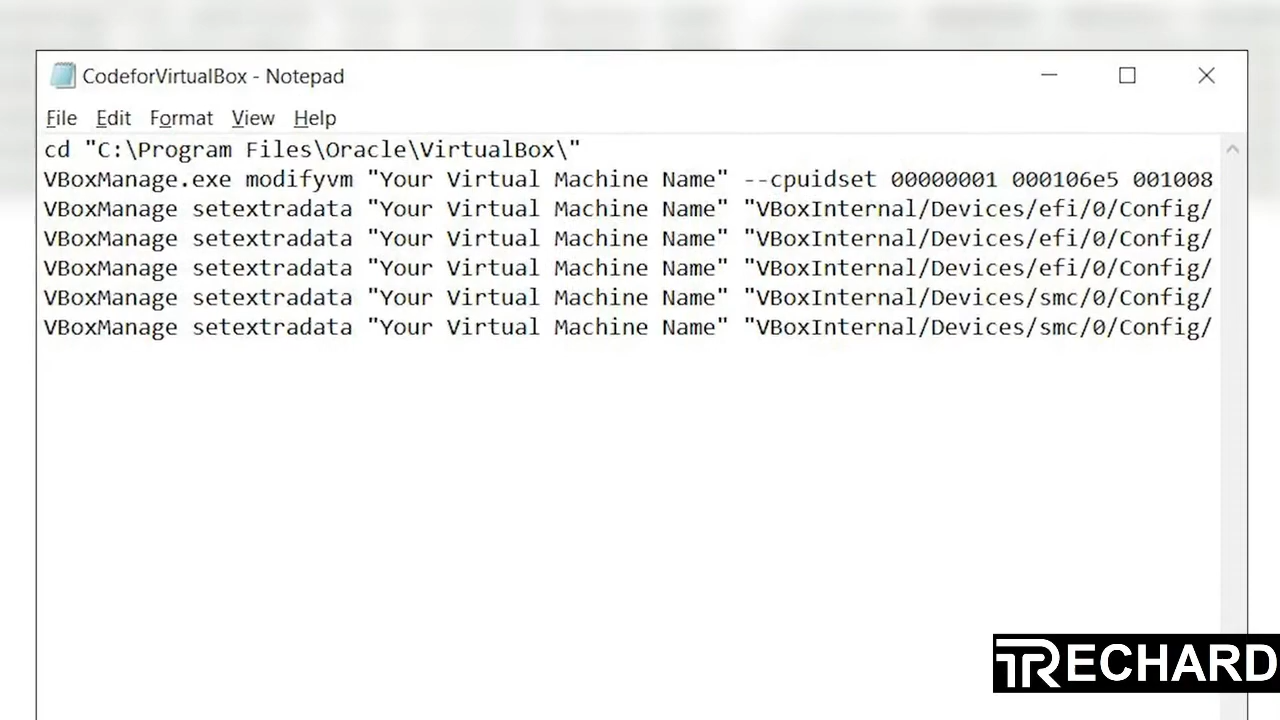 CodeforVirtualBox - Notepad
File Edit Format View Help
cd "C:\Program Files\Oracle\VirtualBox\"
VBoxManage.exe modifyvm "Your Virtual Machine Name" --cpuidset 00000001 000106e5 001008
VBoxManage setextradata "Your Virtual Machine Name" "VBoxInternal/Devices/efi/0/Config/
VBoxManage setextradata "Your Virtual Machine Name" "VBoxInternal/Devices/efi/0/Config/
VBoxManage setextradata "Your Virtual Machine Name" "VBoxInternal/Devices/efi/0/Config/
VBoxManage setextradata "Your Virtual Machine Name" "VBoxInternal/Devices/smc/0/Config/
VBoxManage setextradata "Your Virtual Machine Name" "VBoxInternal/Devices/smc/0/Config/
TRECHARD